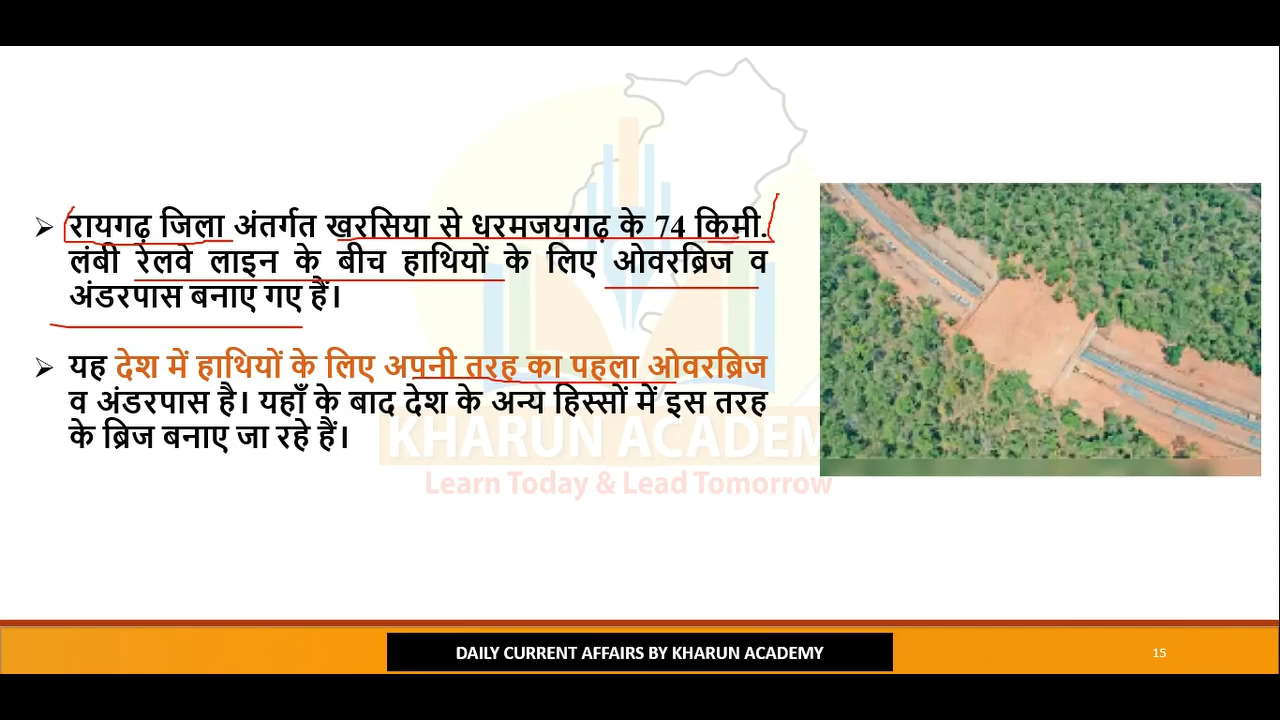 ➢ रायगढ़ जिला अंतर्गत खरसिया से धरमजयगढ़ के 74 किमी.
लंबी रेलवे लाइन के बीच हाथियों के लिए ओवरब्रिज व
अंडरपास बनाए गए हैं।
➢ यह देश में हाथियों के लिए अपनी तरह का पहला ओवरब्रिज
व अंडरपास है। यहाँ के बाद देश के अन्य हिस्सों में इस तरह
के ब्रिज बनाए जा रहे हैं।
KHARUN ACADEM
Learn Today & Lead Tomorrow
DAILY CURRENT AFFAIRS BY KHARUN ACADEMY
15